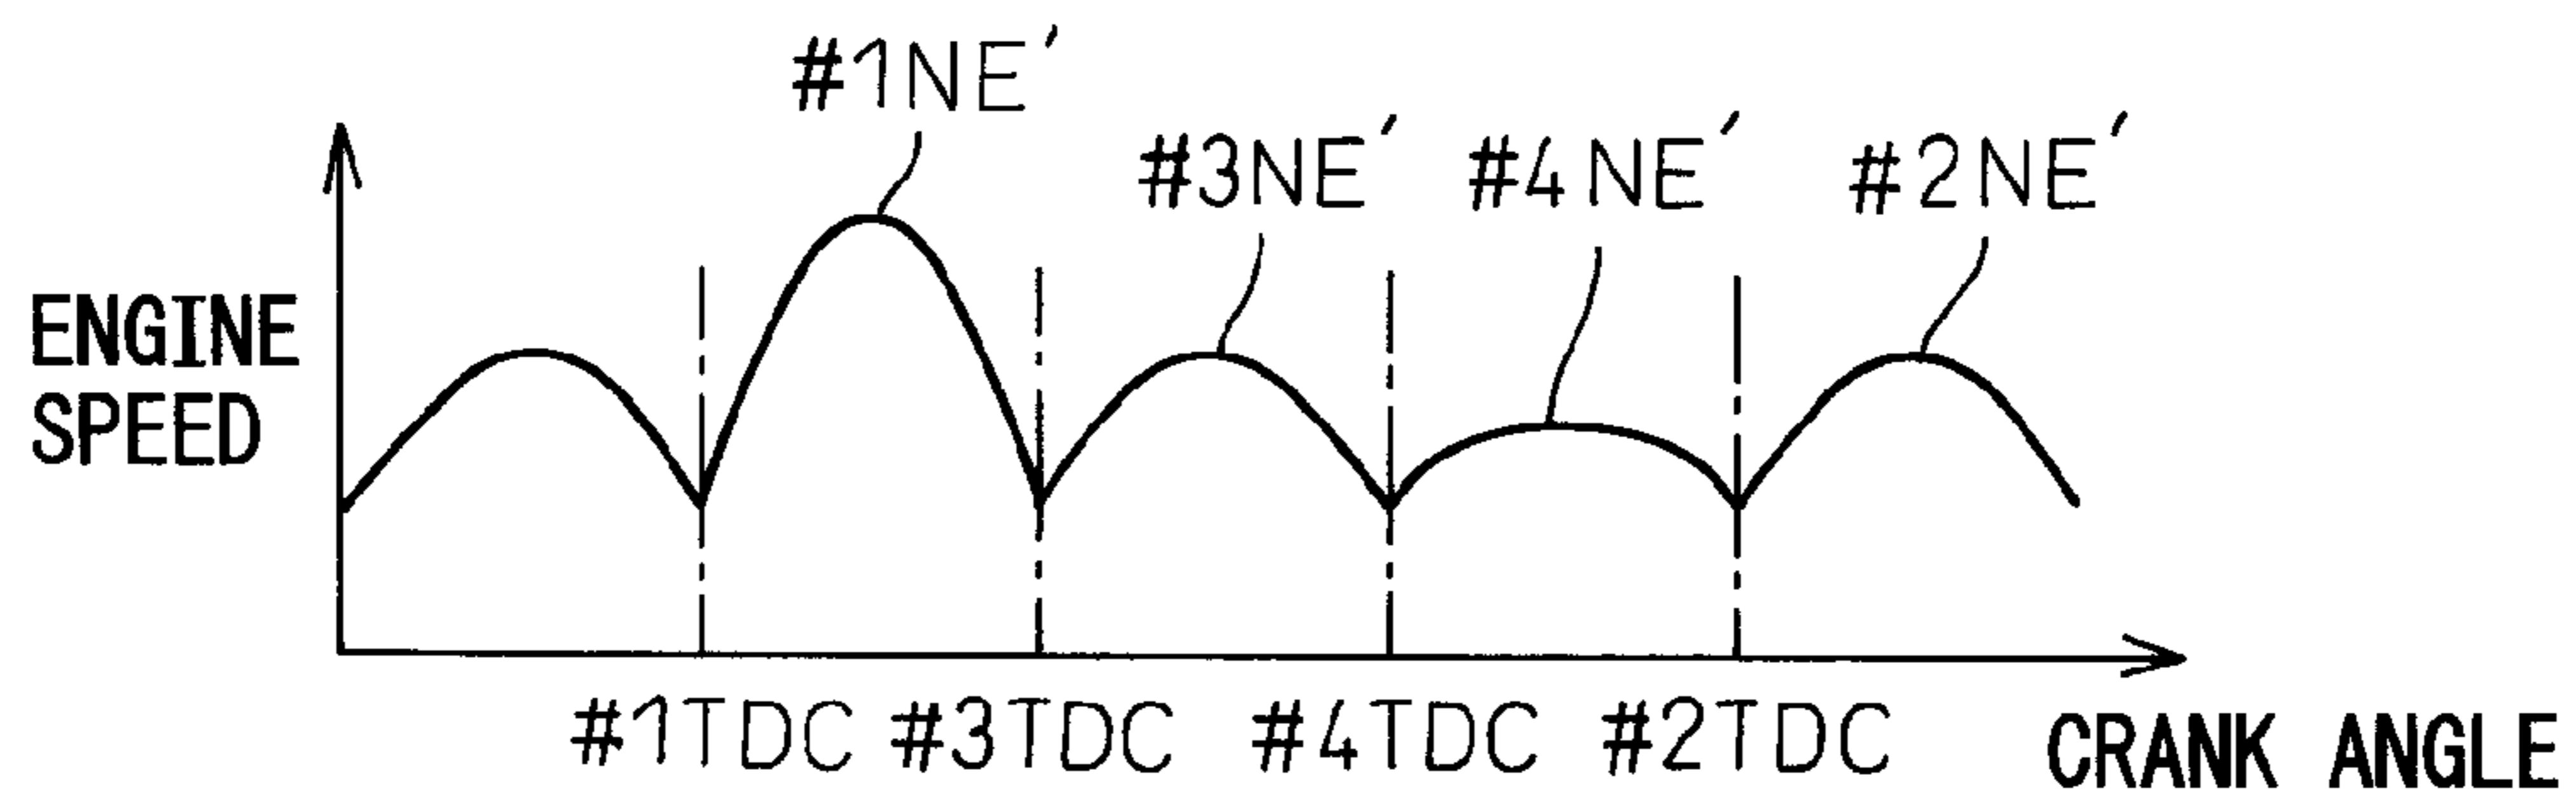 #1NE′
#3NE′ #4NE′ #2NE′
ENGINE
SPEED
#1TDC #3TDC #4TDC #2TDC
CRANK ANGLE